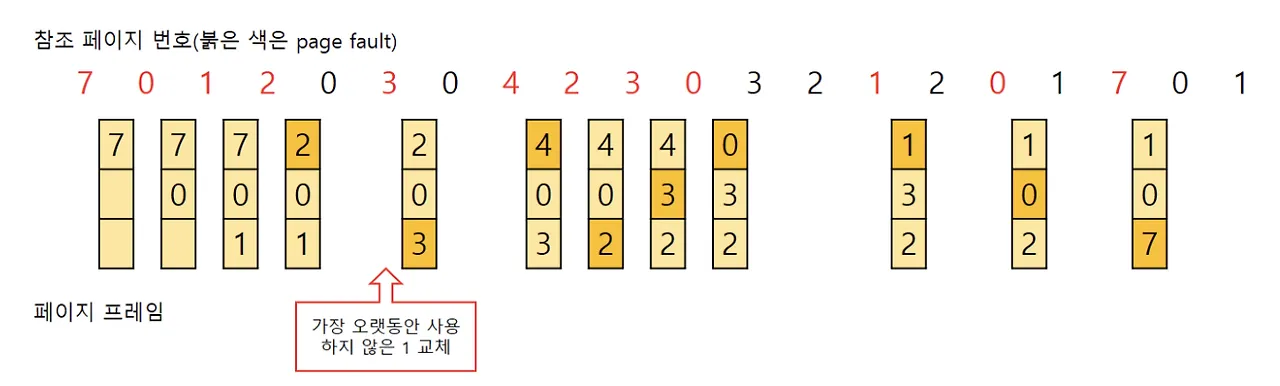 참조 페이지 번호(붉은 색은 page fault)
7 0 1 2 0 3 0 4 2 3 0 3 2 1 2 0 1 7 0 1
7 7 7 2 2 4 4 4 0 1 1 1
0 0 0 0 0 0 3 3 3 0 0
1 1 3 3 2 2 2 2 2 7
페이지 프레임
가장 오랫동안 사용
하지 않은 1 교체